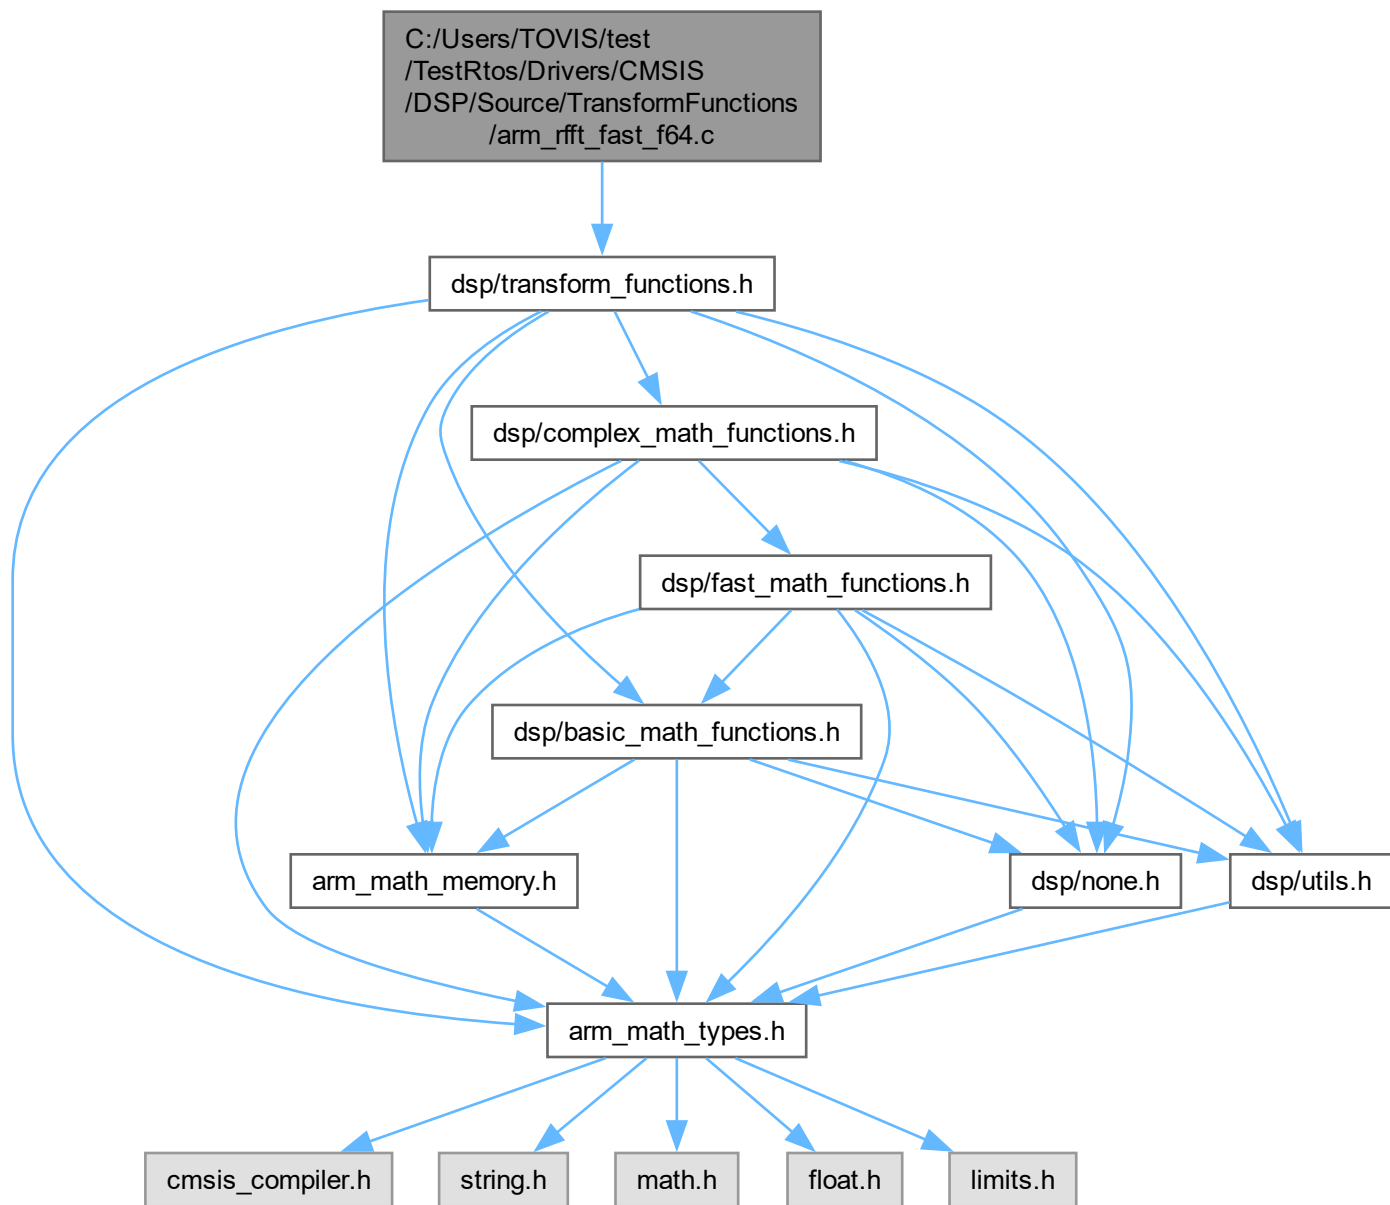 C:/Users/TOVIS/test
/TestRtos/Drivers/CMSIS
/DSP/Source/TransformFunctions
/arm_rfft_fast_f64.c
dsp/transform_functions.h
dsp/complex_math_functions.h
dsp/fast_math_functions.h
dsp/basic_math_functions.h
arm_math_memory.h
dsp/none.h
dsp/utils.h
arm_math_types.h
cmsis_compiler.h
string.h
math.h
float.h
limits.h